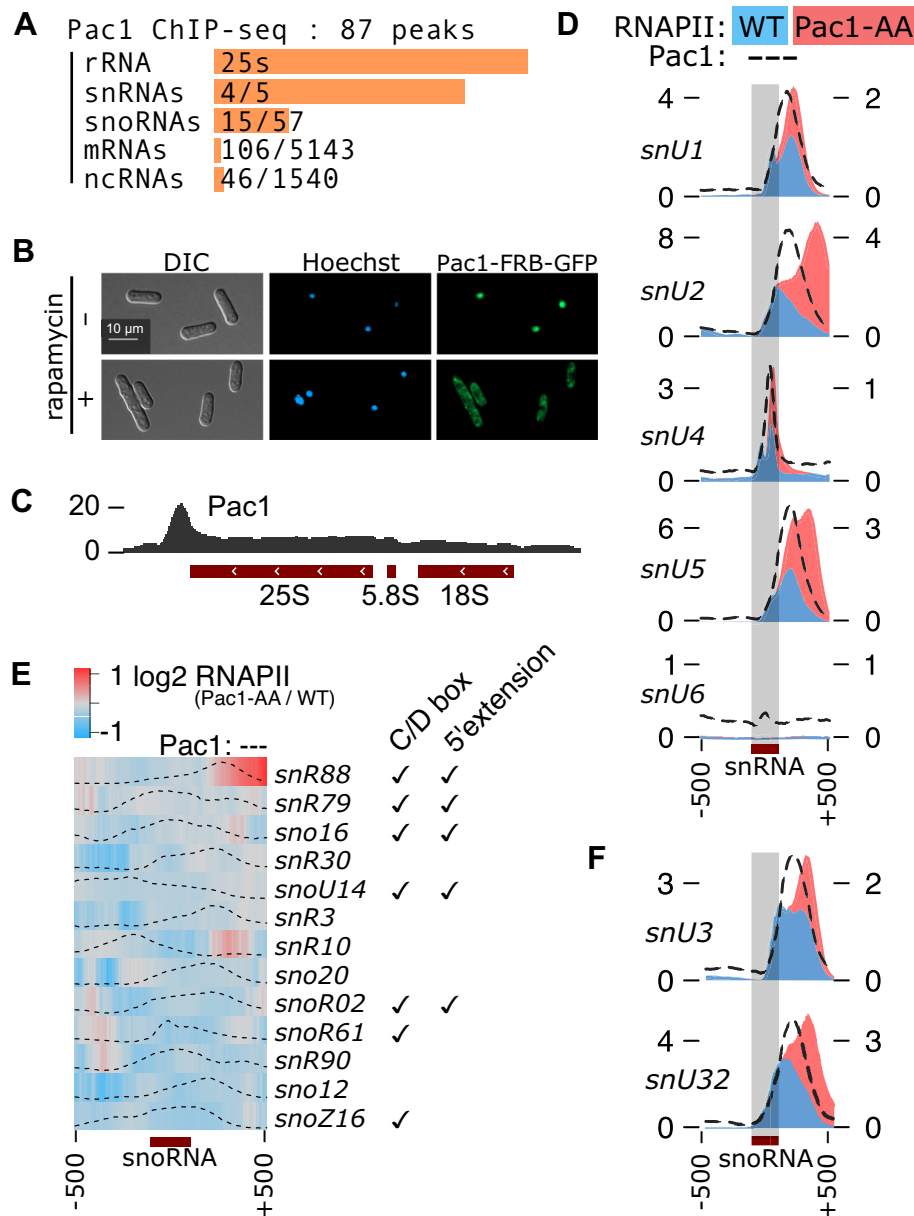 A
Pac1 ChIP-seq : 87 peaks
rRNA 25s
snRNAs 4/5
snoRNAs 15/57
mRNAs 106/5143
ncRNAs 46/1540
B
DIC Hoechst Pac1-FRB-GFP
rapamycin
-
10 µm
+
C
Pac1
20
0
25S 5.8S 18S
D
RNAPII: WT Pac1-AA
Pac1: ---
4 2
snU1
0 0
8 4
snU2
0 0
3 1
snU4
0 0
6 3
snU5
0 0
1 1
snU6
0 0
snRNA
-500 +500
E
1 log2 RNAPII
(Pac1-AA / WT)
-1
C/D box
5'extension
Pac1: ---
snR88 ✓ ✓
snR79 ✓ ✓
sno16 ✓ ✓
snR30
snoU14 ✓ ✓
snR3
snR10
sno20
snoR02 ✓ ✓
snoR61 ✓
snR90
sno12
snoZ16 ✓
snoRNA
-500 +500
F
3 2
snU3
0 0
4 3
snU32
0 0
snoRNA
-500 +500